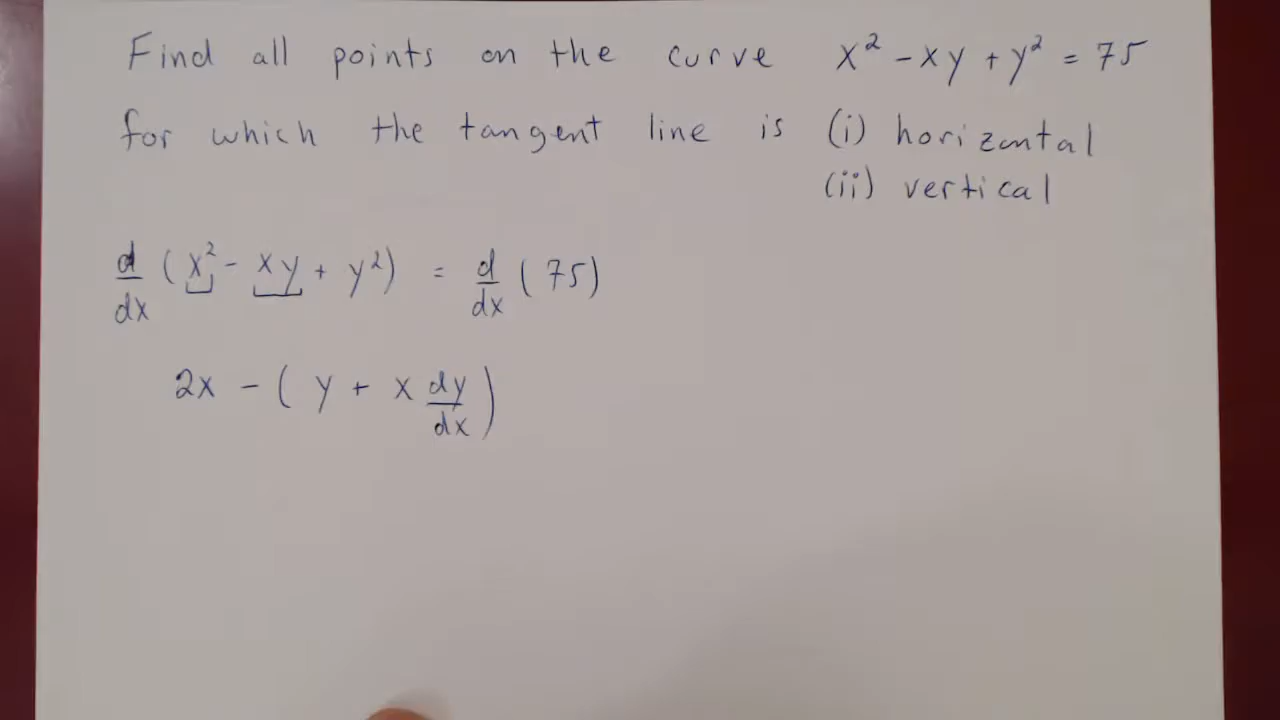 Find all points on the curve x² - xy + y² = 75
for which the tangent line is (i) horizontal
(ii) vertical
d/dx (x² - xy + y²) = d/dx (75)
2x - ( y + x dy/dx )